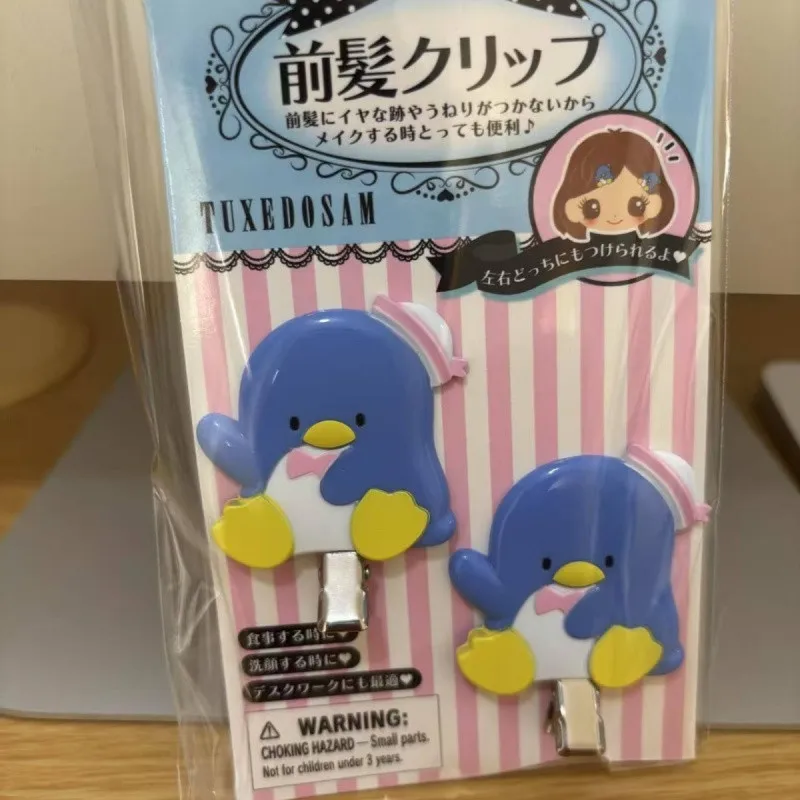 前髪クリップ
前髪にイヤな跡やうねりがつかないから
メイクする時とっても便利♪
TUXEDOSAM
左右どっちにもつけられるよ♥
食事する時に♥
洗顔する時に♥
デスクワークにも最適♥
WARNING:
CHOKING HAZARD — Small parts.
Not for children under 3 years.